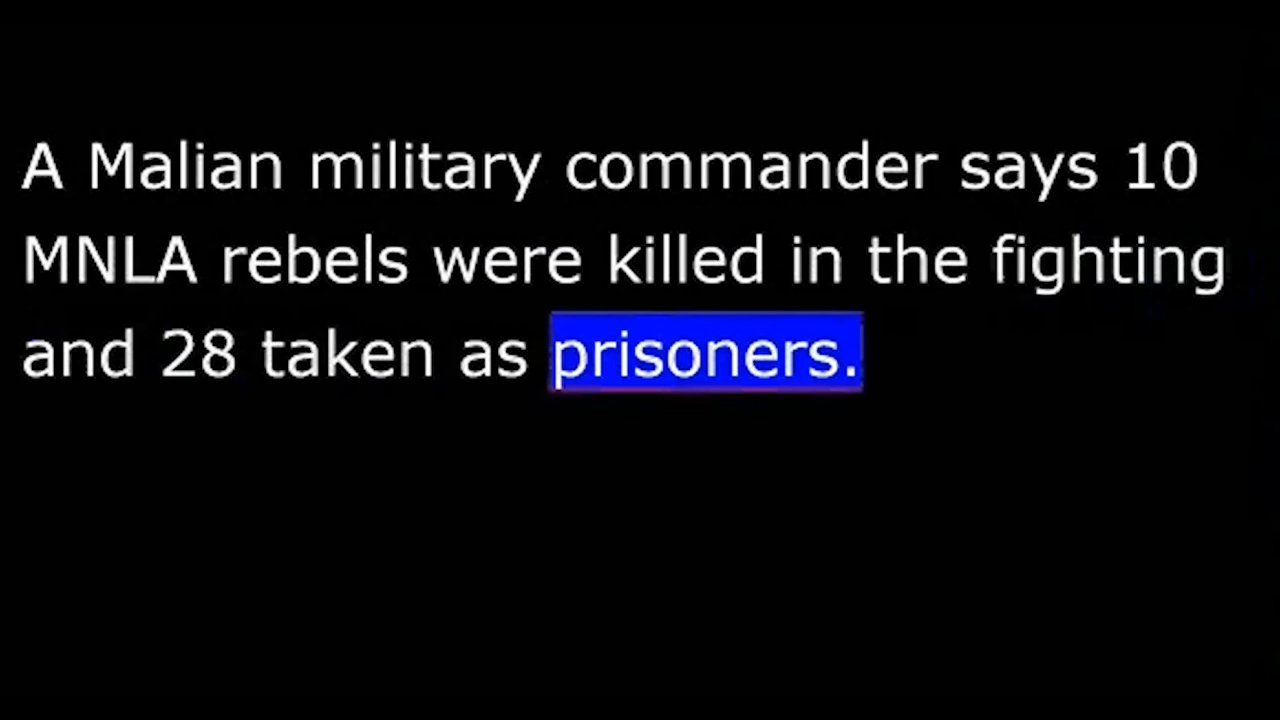 A Malian military commander says 10
MNLA rebels were killed in the fighting
and 28 taken as prisoners.